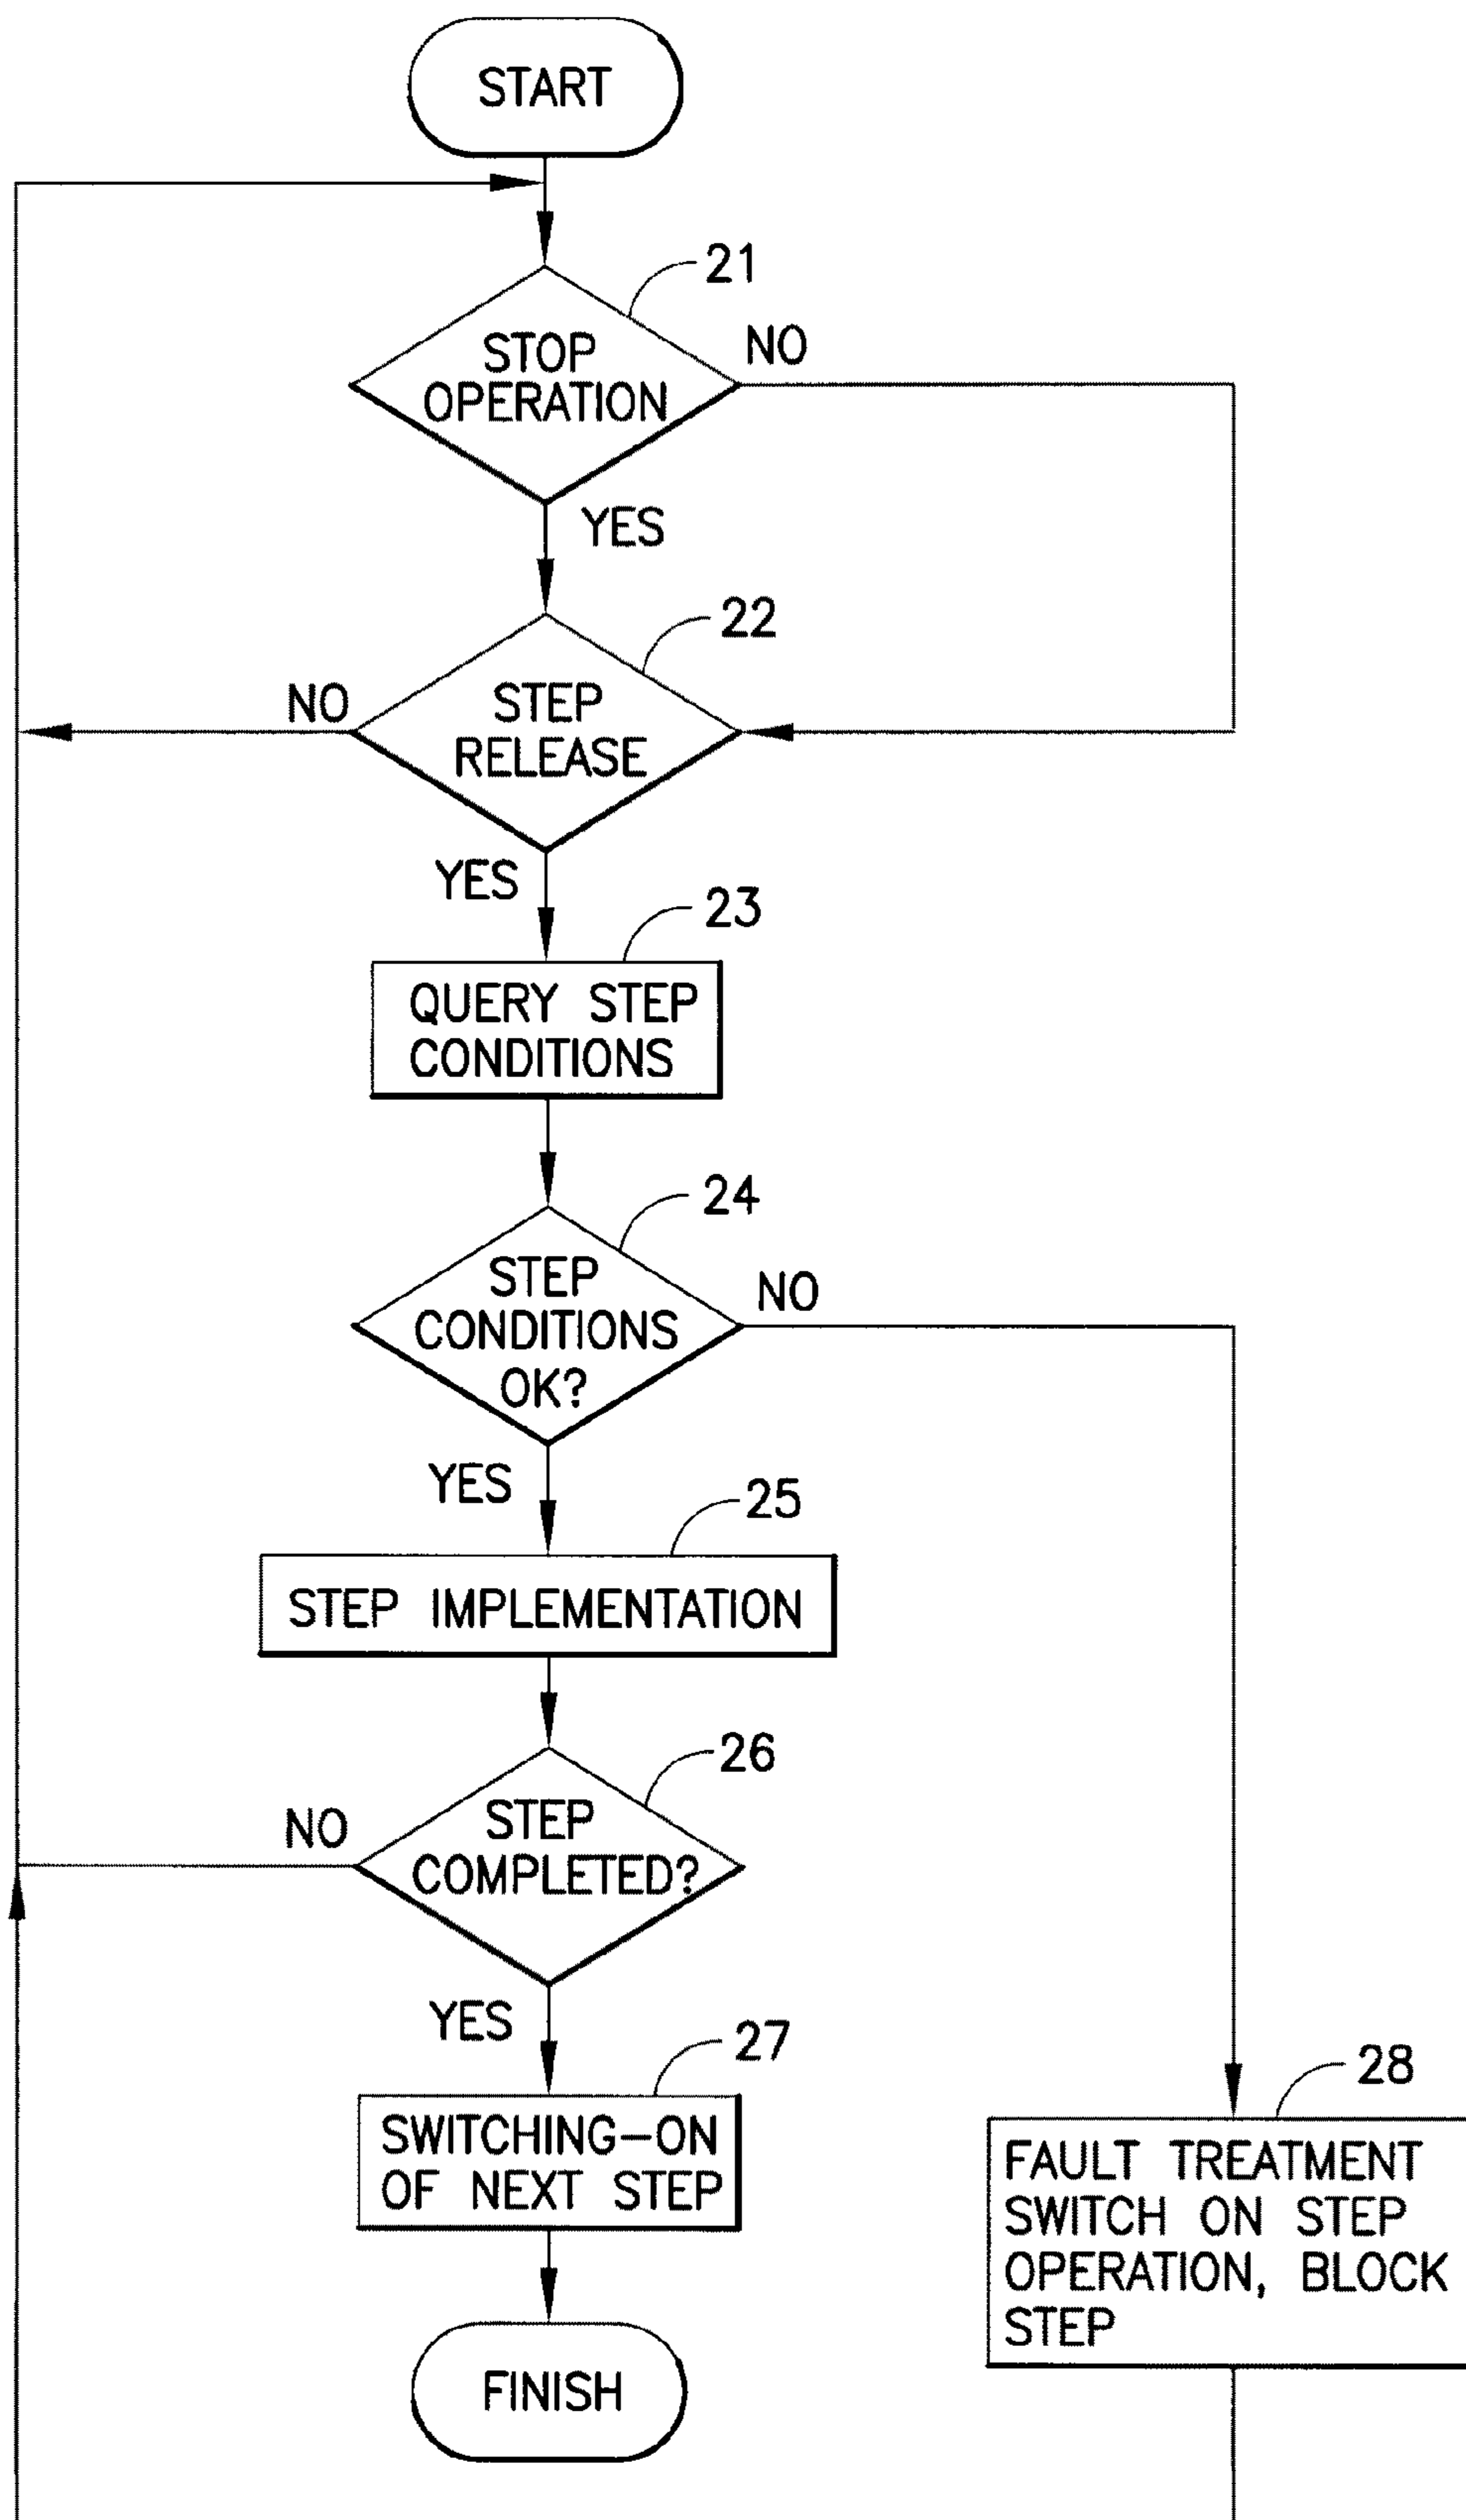 START
21
STOP
OPERATION
NO
YES
22
NO
STEP
RELEASE
YES
23
QUERY STEP
CONDITIONS
24
STEP
CONDITIONS
OK?
NO
YES
25
STEP IMPLEMENTATION
26
NO
STEP
COMPLETED?
YES
27
SWITCHING-ON
OF NEXT STEP
28
FAULT TREATMENT
SWITCH ON STEP
OPERATION, BLOCK
STEP
FINISH